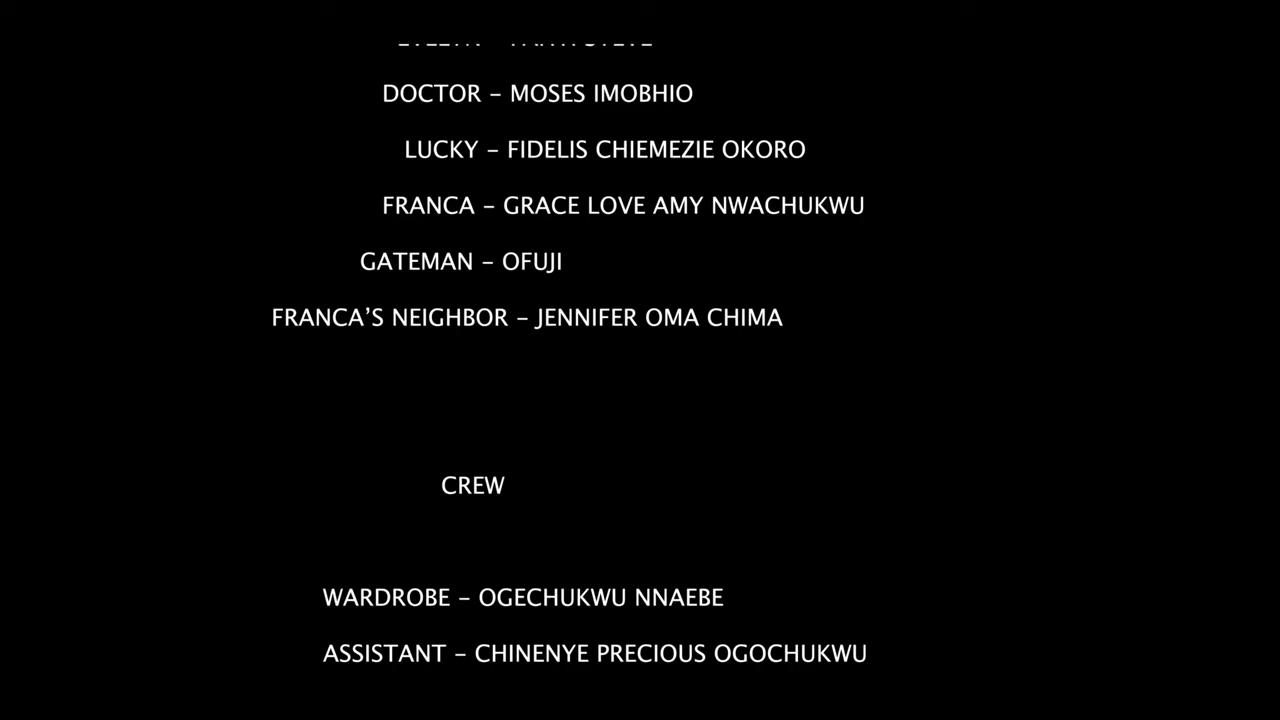 DOCTOR – MOSES IMOBHIO
LUCKY – FIDELIS CHIEMEZIE OKORO
FRANCA – GRACE LOVE AMY NWACHUKWU
GATEMAN – OFUJI
FRANCA'S NEIGHBOR – JENNIFER OMA CHIMA
CREW
WARDROBE – OGECHUKWU NNAEBE
ASSISTANT – CHINENYE PRECIOUS OGOCHUKWU